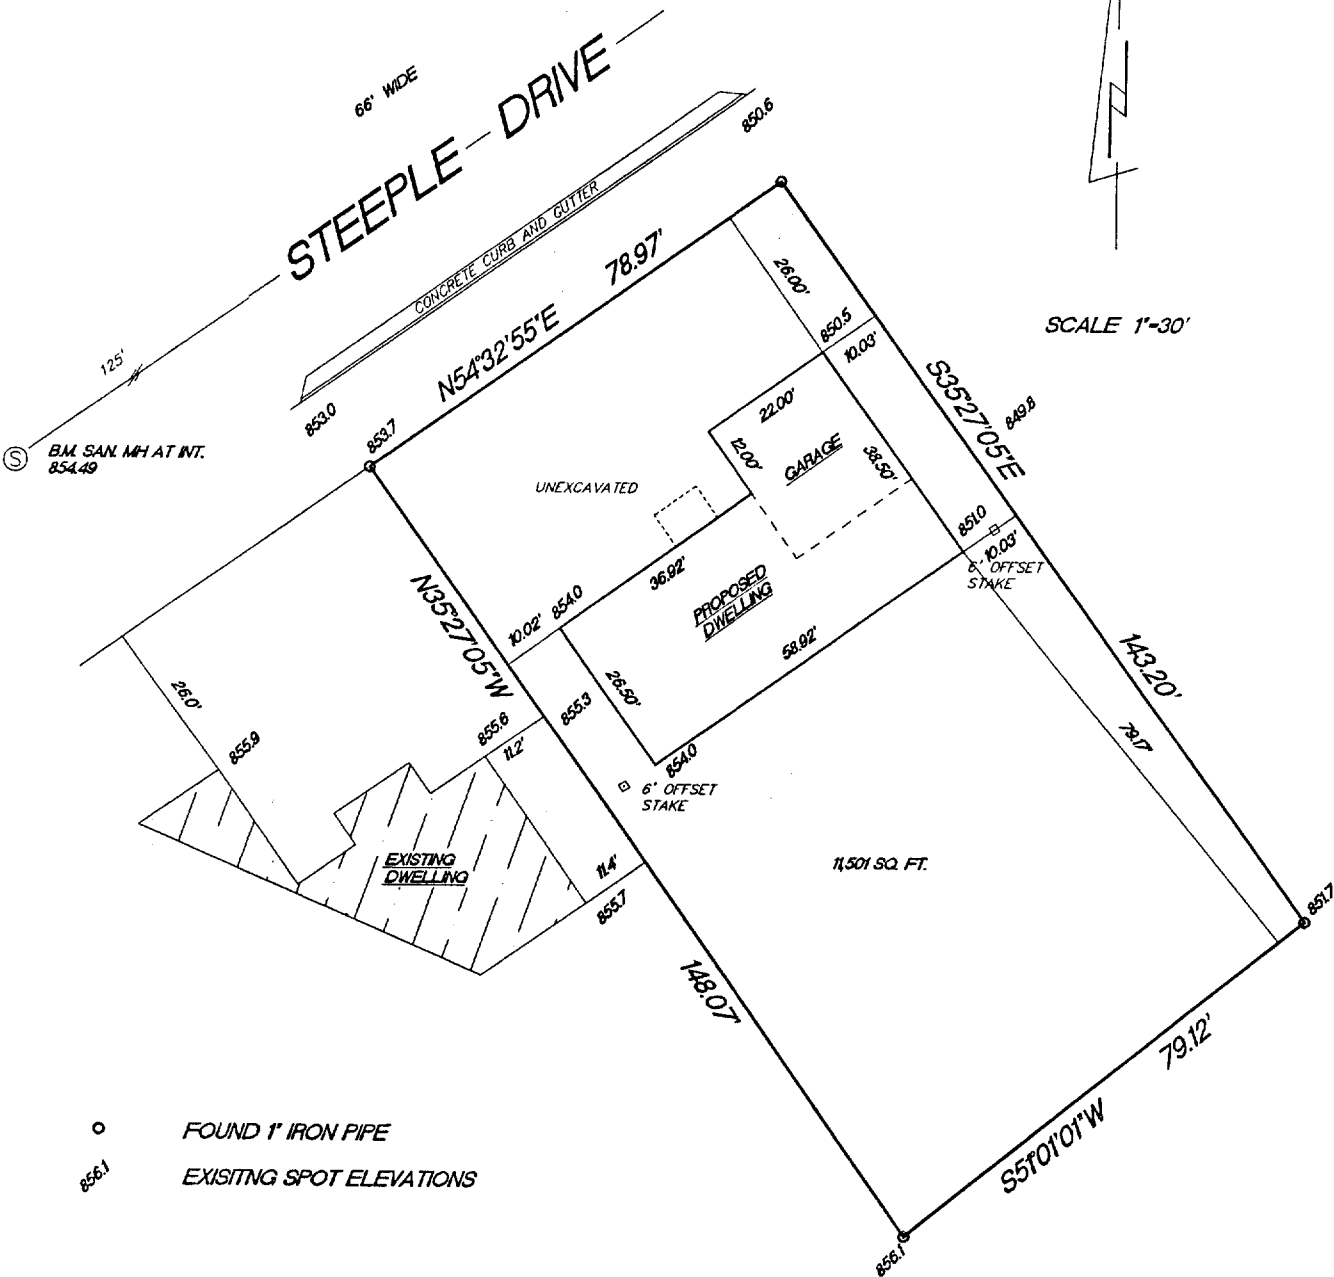 66' WIDE
STEEPLE DRIVE
850.6
CONCRETE CURB AND GUTTER
78.97'
N54°32'55"E
26.00'
SCALE 1"=30'
125'
853.0
853.7
850.5
10.03'
S35°27'05"E
849.8
S
B.M. SAN. MH AT INT.
854.49
22.00'
12.00'
GARAGE
38.50'
UNEXCAVATED
851.0
10.03'
6' OFFSET
STAKE
36.92'
PROPOSED
DWELLING
58.92'
N35°27'05"W
10.02'
854.0
26.50'
855.3
143.20'
79.17'
26.0'
855.9
855.6
11.2'
854.0
6' OFFSET
STAKE
EXISTING
DWELLING
11.4'
855.7
11,501 SQ. FT.
851.7
148.07'
79.12'
S51°01'01"W
FOUND 1" IRON PIPE
856.1
EXISITNG SPOT ELEVATIONS
856.1